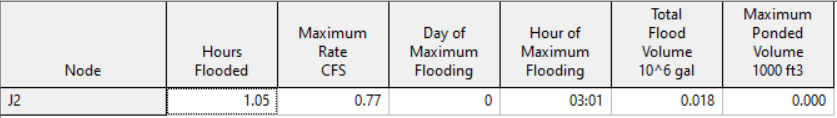 Node Hours Flooded Maximum Rate CFS Day of Maximum Flooding Hour of Maximum Flooding Total Flood Volume 10^6 gal Maximum Ponded Volume 1000 ft3
J2 1.05 0.77 0 03:01 0.018 0.000